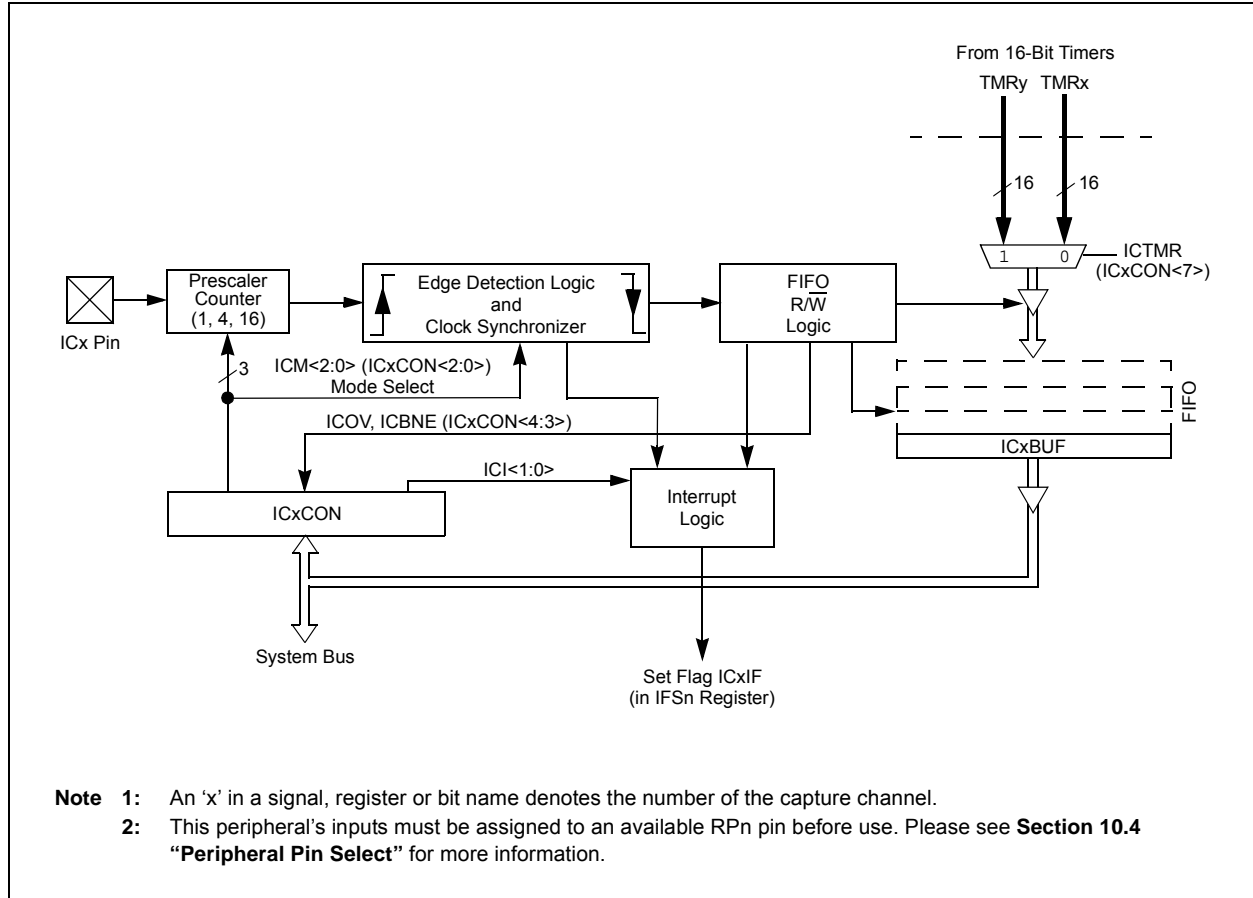 From 16-Bit Timers
TMRy TMRx
16 16
1 0
ICTMR
(ICxCON<7>)
Prescaler
Counter
(1, 4, 16)
Edge Detection Logic
and
Clock Synchronizer
FIFO
R/W̅
Logic
ICx Pin
3
ICM<2:0> (ICxCON<2:0>)
Mode Select
FIFO
ICOV, ICBNE (ICxCON<4:3>)
ICxBUF
ICI<1:0>
Interrupt
Logic
ICxCON
System Bus
Set Flag ICxIF
(in IFSn Register)
Note 1: An ‘x’ in a signal, register or bit name denotes the number of the capture channel.
2: This peripheral’s inputs must be assigned to an available RPn pin before use. Please see Section 10.4
“Peripheral Pin Select” for more information.